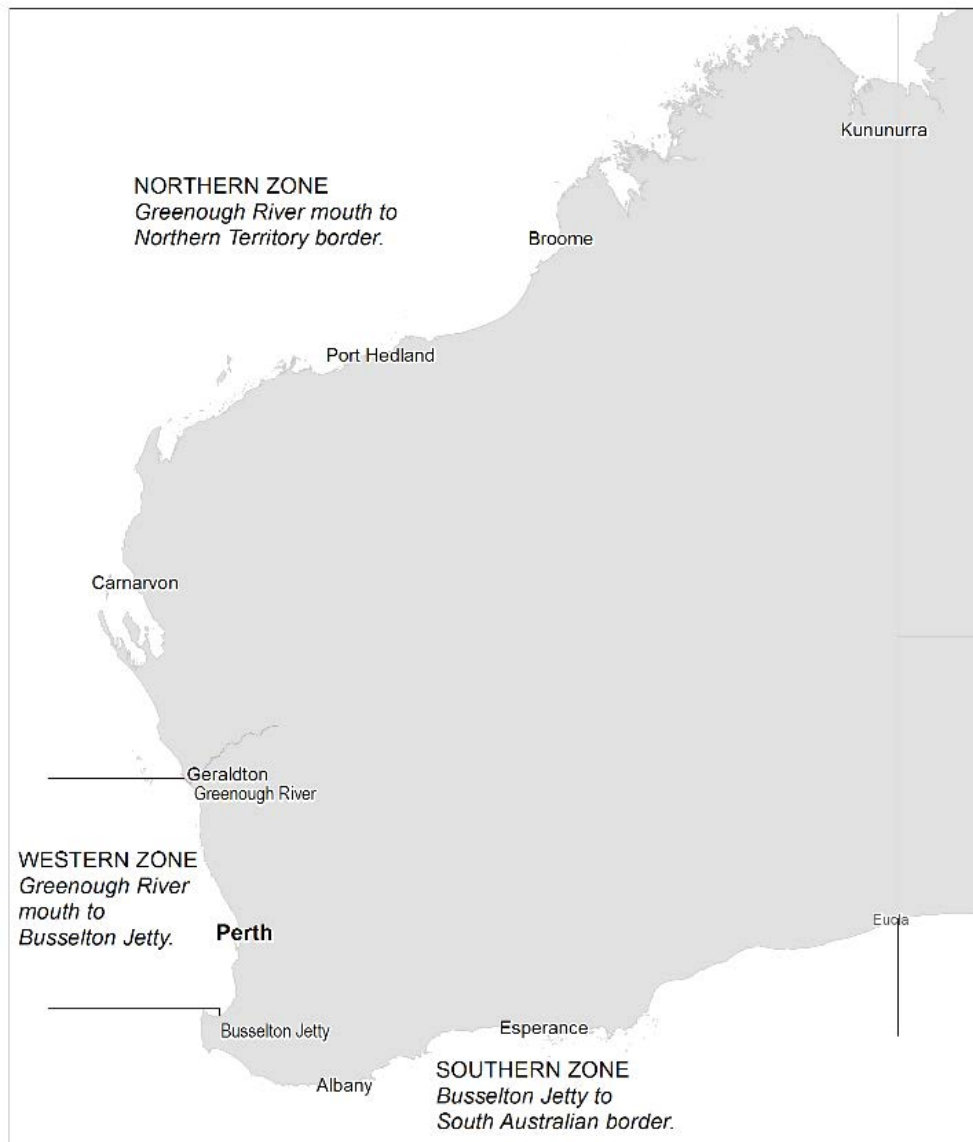 Kununurra
NORTHERN ZONE
Greenough River mouth to
Northern Territory border.
Broome
Port Hedland
Carnarvon
Geraldton
Greenough River
WESTERN ZONE
Greenough River
mouth to
Busselton Jetty.
Perth
Eucla
Busselton Jetty
Esperance
SOUTHERN ZONE
Busselton Jetty to
South Australian border.
Albany